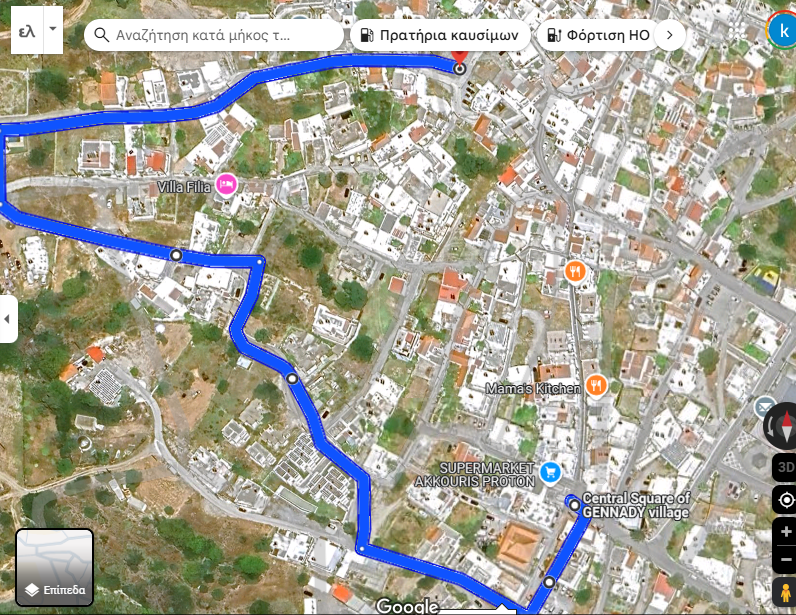 ελ
Αναζήτηση κατά μήκος τ...
Πρατήρια καυσίμων
Φόρτιση ΗΟ
k
Villa Filia
Mama's Kitchen
SUPERMARKET
AKKOURIS PROTON
Central Square of
GENNADY village
3D
Επίπεδα
Google